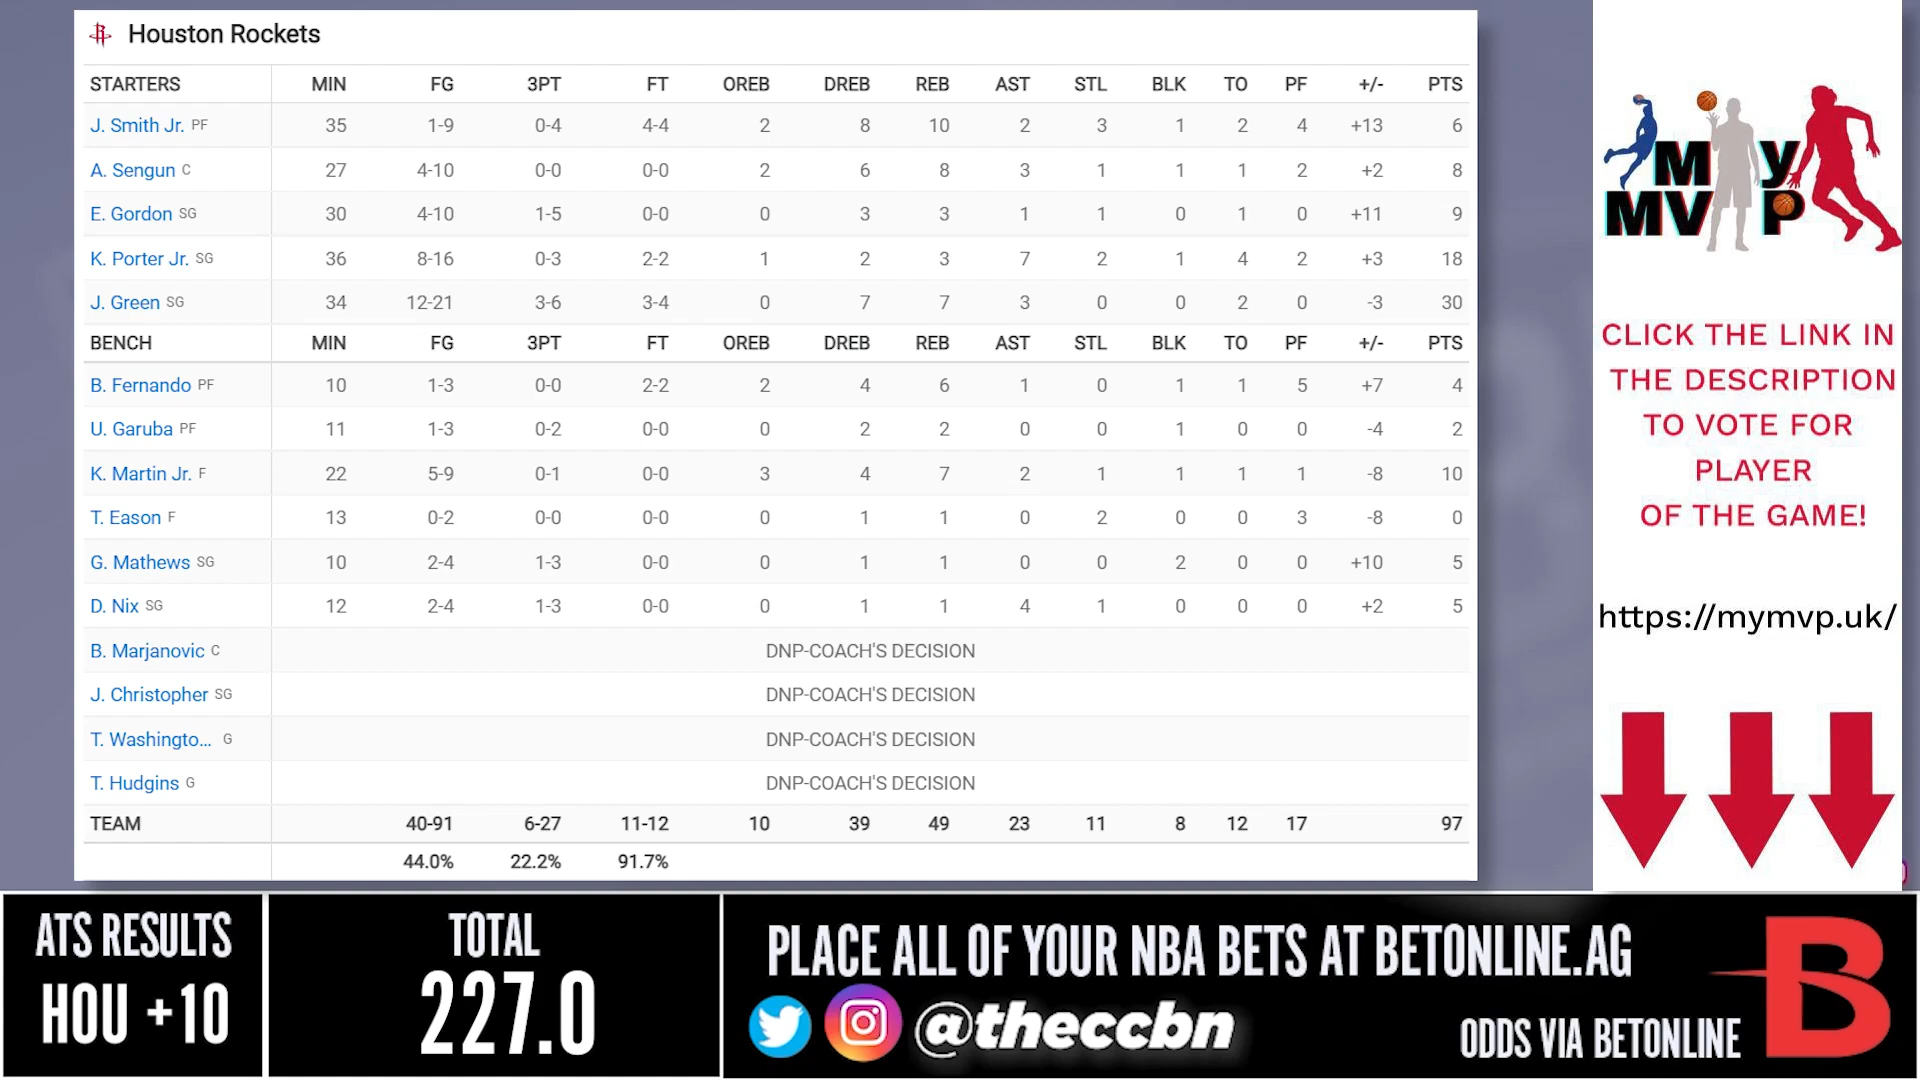 Houston Rockets
STARTERS MIN FG 3PT FT OREB DREB REB AST STL BLK TO PF +/- PTS
J. Smith Jr. PF 35 1-9 0-4 4-4 2 8 10 2 3 1 2 4 +13 6
A. Sengun C 27 4-10 0-0 0-0 2 6 8 3 1 1 1 2 +2 8
E. Gordon SG 30 4-10 1-5 0-0 0 3 3 1 1 0 1 0 +11 9
K. Porter Jr. SG 36 8-16 0-3 2-2 1 2 3 7 2 1 4 2 +3 18
J. Green SG 34 12-21 3-6 3-4 0 7 7 3 0 0 2 0 -3 30
BENCH MIN FG 3PT FT OREB DREB REB AST STL BLK TO PF +/- PTS
B. Fernando PF 10 1-3 0-0 2-2 2 4 6 1 0 1 1 5 +7 4
U. Garuba PF 11 1-3 0-2 0-0 0 2 2 0 0 1 0 0 -4 2
K. Martin Jr. F 22 5-9 0-1 0-0 3 4 7 2 1 1 1 1 -8 10
T. Eason F 13 0-2 0-0 0-0 0 1 1 0 2 0 0 3 -8 0
G. Mathews SG 10 2-4 1-3 0-0 0 1 1 0 0 2 0 0 +10 5
D. Nix SG 12 2-4 1-3 0-0 0 1 1 4 1 0 0 0 +2 5
B. Marjanovic C DNP-COACH'S DECISION
J. Christopher SG DNP-COACH'S DECISION
T. Washingto... G DNP-COACH'S DECISION
T. Hudgins G DNP-COACH'S DECISION
TEAM 40-91 6-27 11-12 10 39 49 23 11 8 12 17 97
44.0% 22.2% 91.7%
My
MVP
CLICK THE LINK IN
THE DESCRIPTION
TO VOTE FOR
PLAYER
OF THE GAME!
https://mymvp.uk/
ATS RESULTS
HOU +10
TOTAL
227.0
PLACE ALL OF YOUR NBA BETS AT BETONLINE.AG
@theccbn
ODDS VIA BETONLINE
B